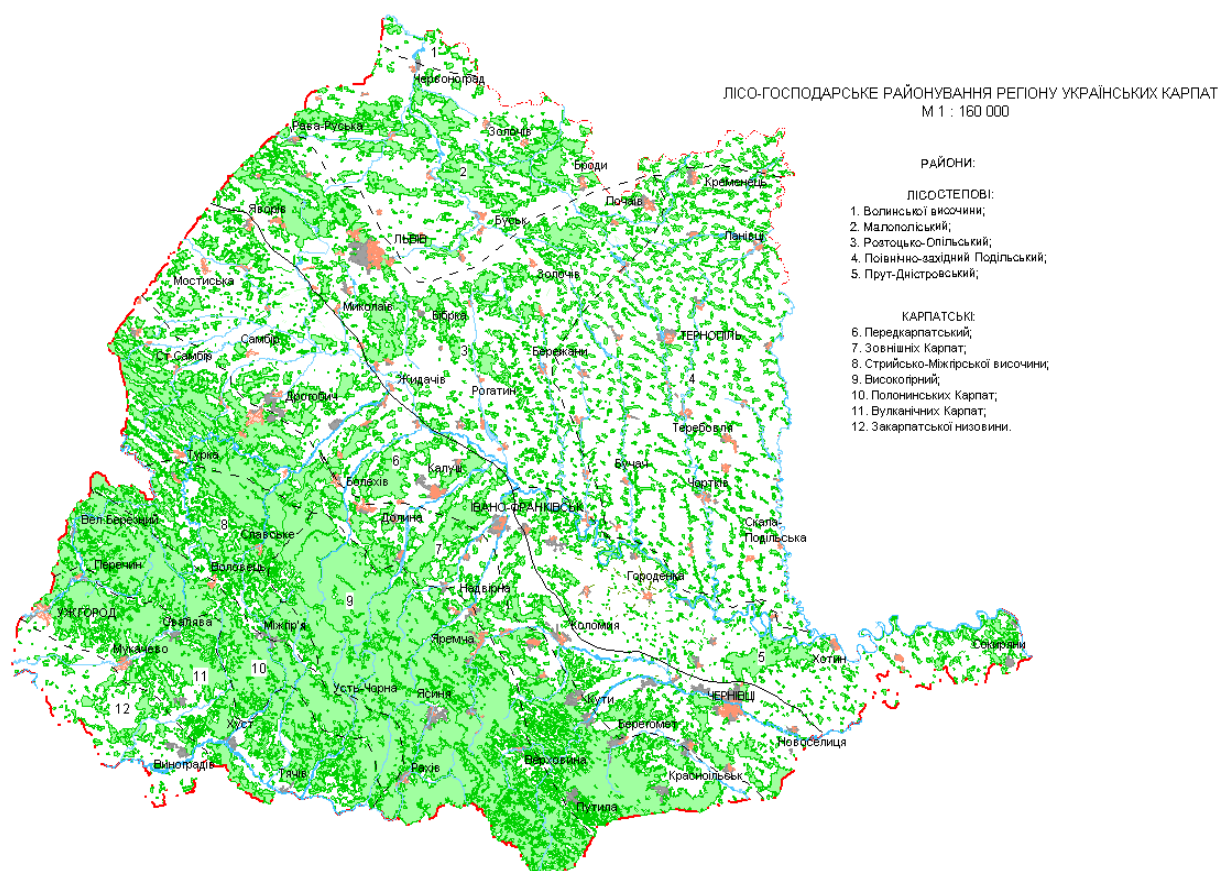 ЛІСО-ГОСПОДАРСЬКЕ РАЙОНУВАННЯ РЕГІОНУ УКРАЇНСЬКИХ КАРПАТ
М 1 : 160 000
РАЙОНИ:
ЛІСОСТЕПОВІ:
1. Волинської височини;
2. Малополіський;
3. Розтоцько-Опільський;
4. Поівнічно-західний Подільський;
5. Прут-Дністровський;
КАРПАТСЬКІ:
6. Передкарпатський;
7. Зовнішніх Карпат;
8. Стрийсько-Міжгірської височини;
9. Високогірний;
10. Полонинських Карпат;
11. Вулканічних Карпат;
12. Закарпатської низовини.
1
Червоноград
Рава-Руська
Золочів
Броди
2
Кременець
Почаїв
Яворів
Буськ
ЛЬВІВ
Ланівці
Золочів
Мостиська
Миколаїв
Бібрка
ТЕРНОПІЛЬ
Самбір
Ст.Самбір
3
Бережани
4
Жидачів
Рогатин
Дрогобич
Теребовля
Турка
6
Калуш
Бучач
Болехів
Чортків
ІВАНО-ФРАНКІВСЬК
Вел.Березний
Долина
8
Славське
7
Скала-
Подільська
Перечин
Воловець
Надвірна
Городенка
9
УЖГОРОД
Свалява
Міжгір'я
Яремча
Коломия
Мукачево
5
Хотин
Сокиряни
11
10
12
Усть-Чорна
Ясиня
Кути
ЧЕРНІВЦІ
Хуст
Берегомет
Новоселиця
Виноградів
Тячів
Рахів
Верховина
Красноїльськ
Путила